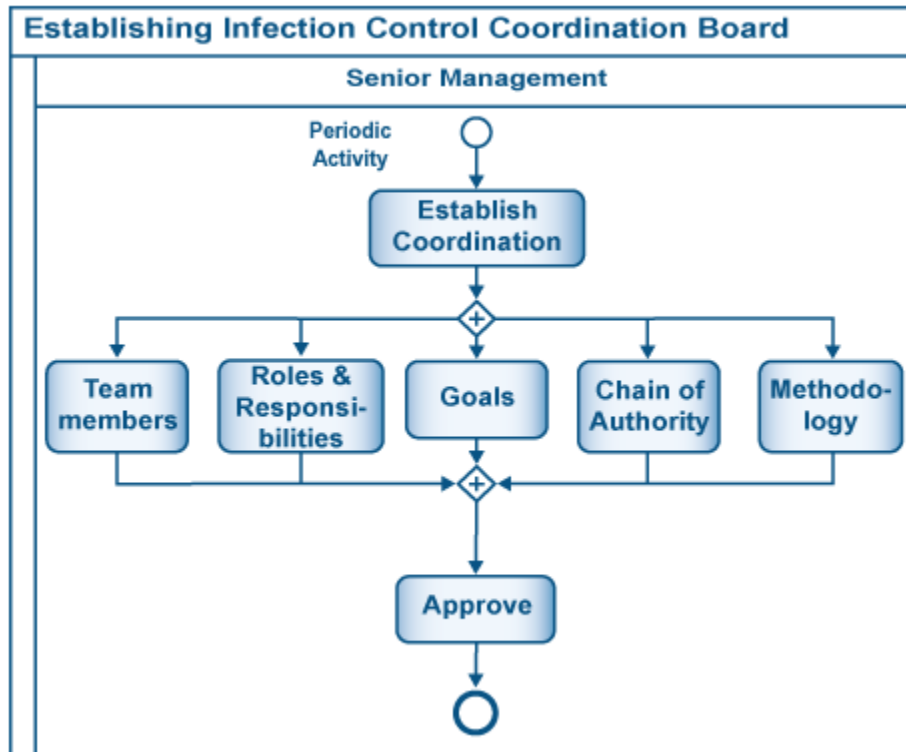 Establishing Infection Control Coordination Board
Senior Management
Periodic
Activity
Establish
Coordination
Team
members
Roles &
Responsi-
bilities
Goals
Chain of
Authority
Methodo-
logy
Approve